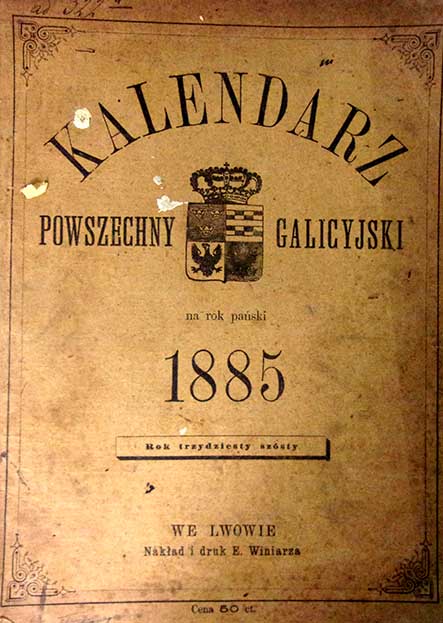 KALENDARZ
POWSZECHNY GALICYJSKI
na rok pański
1885
Rok trzydziesty szósty
WE LWOWIE
Nakład i druk E. Winiarza
Cena 50 ct.